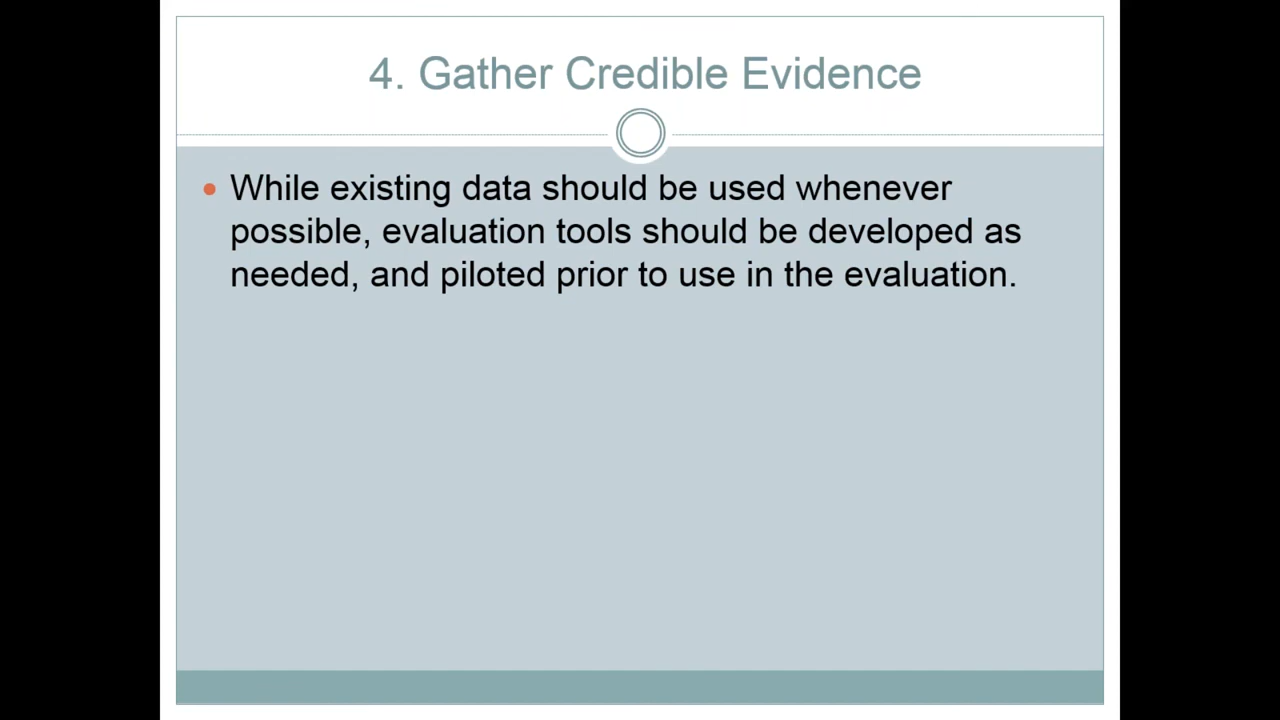 4. Gather Credible Evidence
• While existing data should be used whenever
possible, evaluation tools should be developed as
needed, and piloted prior to use in the evaluation.